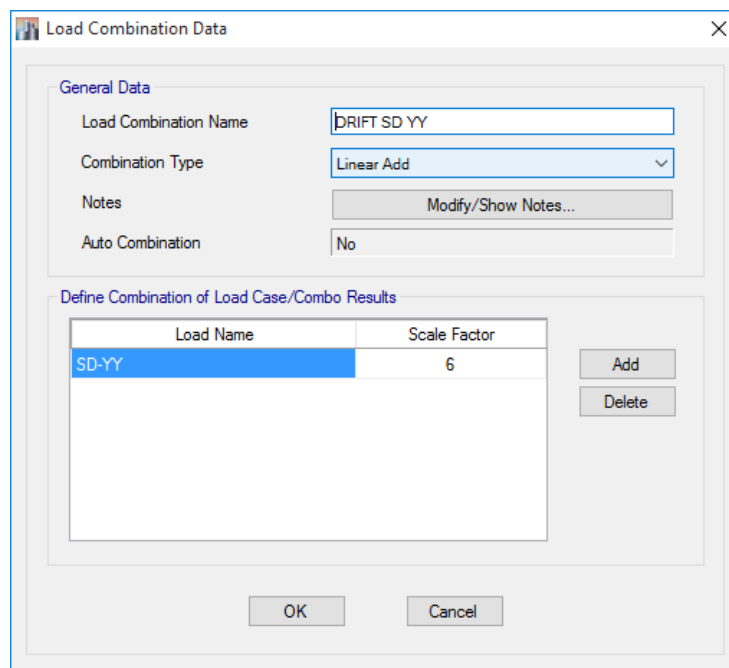 Load Combination Data
General Data
Load Combination Name DRIFT SD YY
Combination Type Linear Add
Notes Modify/Show Notes...
Auto Combination No
Define Combination of Load Case/Combo Results
Load Name Scale Factor
SD-YY 6
Add
Delete
OK Cancel